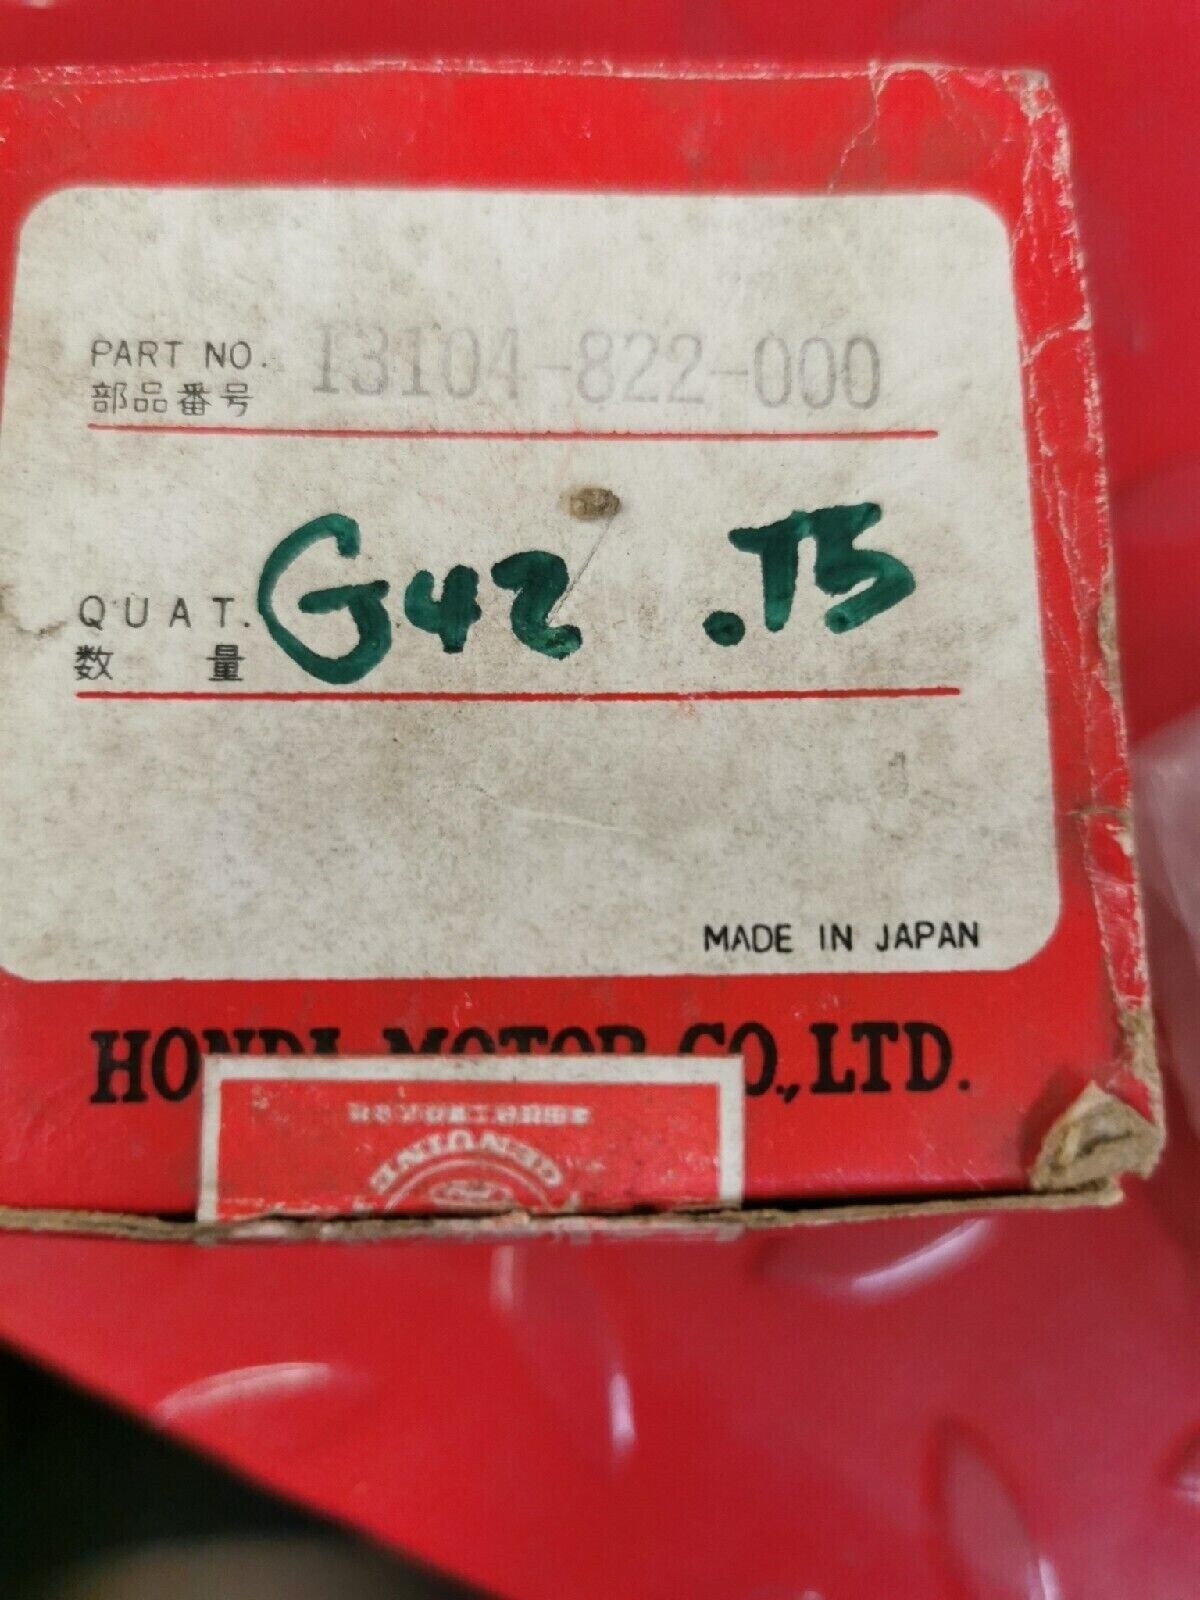 PART NO. 13104-822-000
部品番号
QUAT. G42 .75
数量
MADE IN JAPAN
HONDA MOTOR CO., LTD.
GENUINE